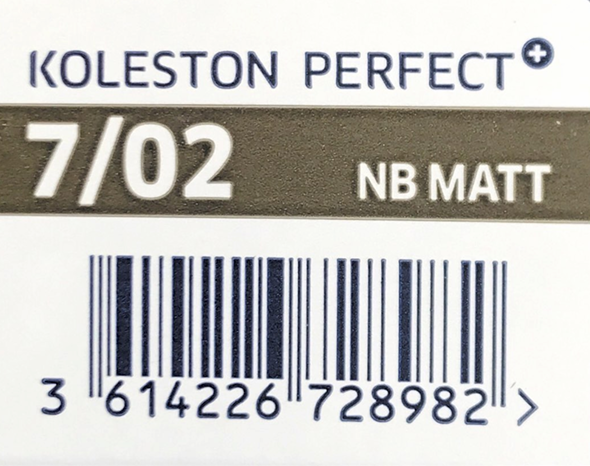 KOLESTON PERFECT+
7/02 NB MATT
3 614226 728982 >